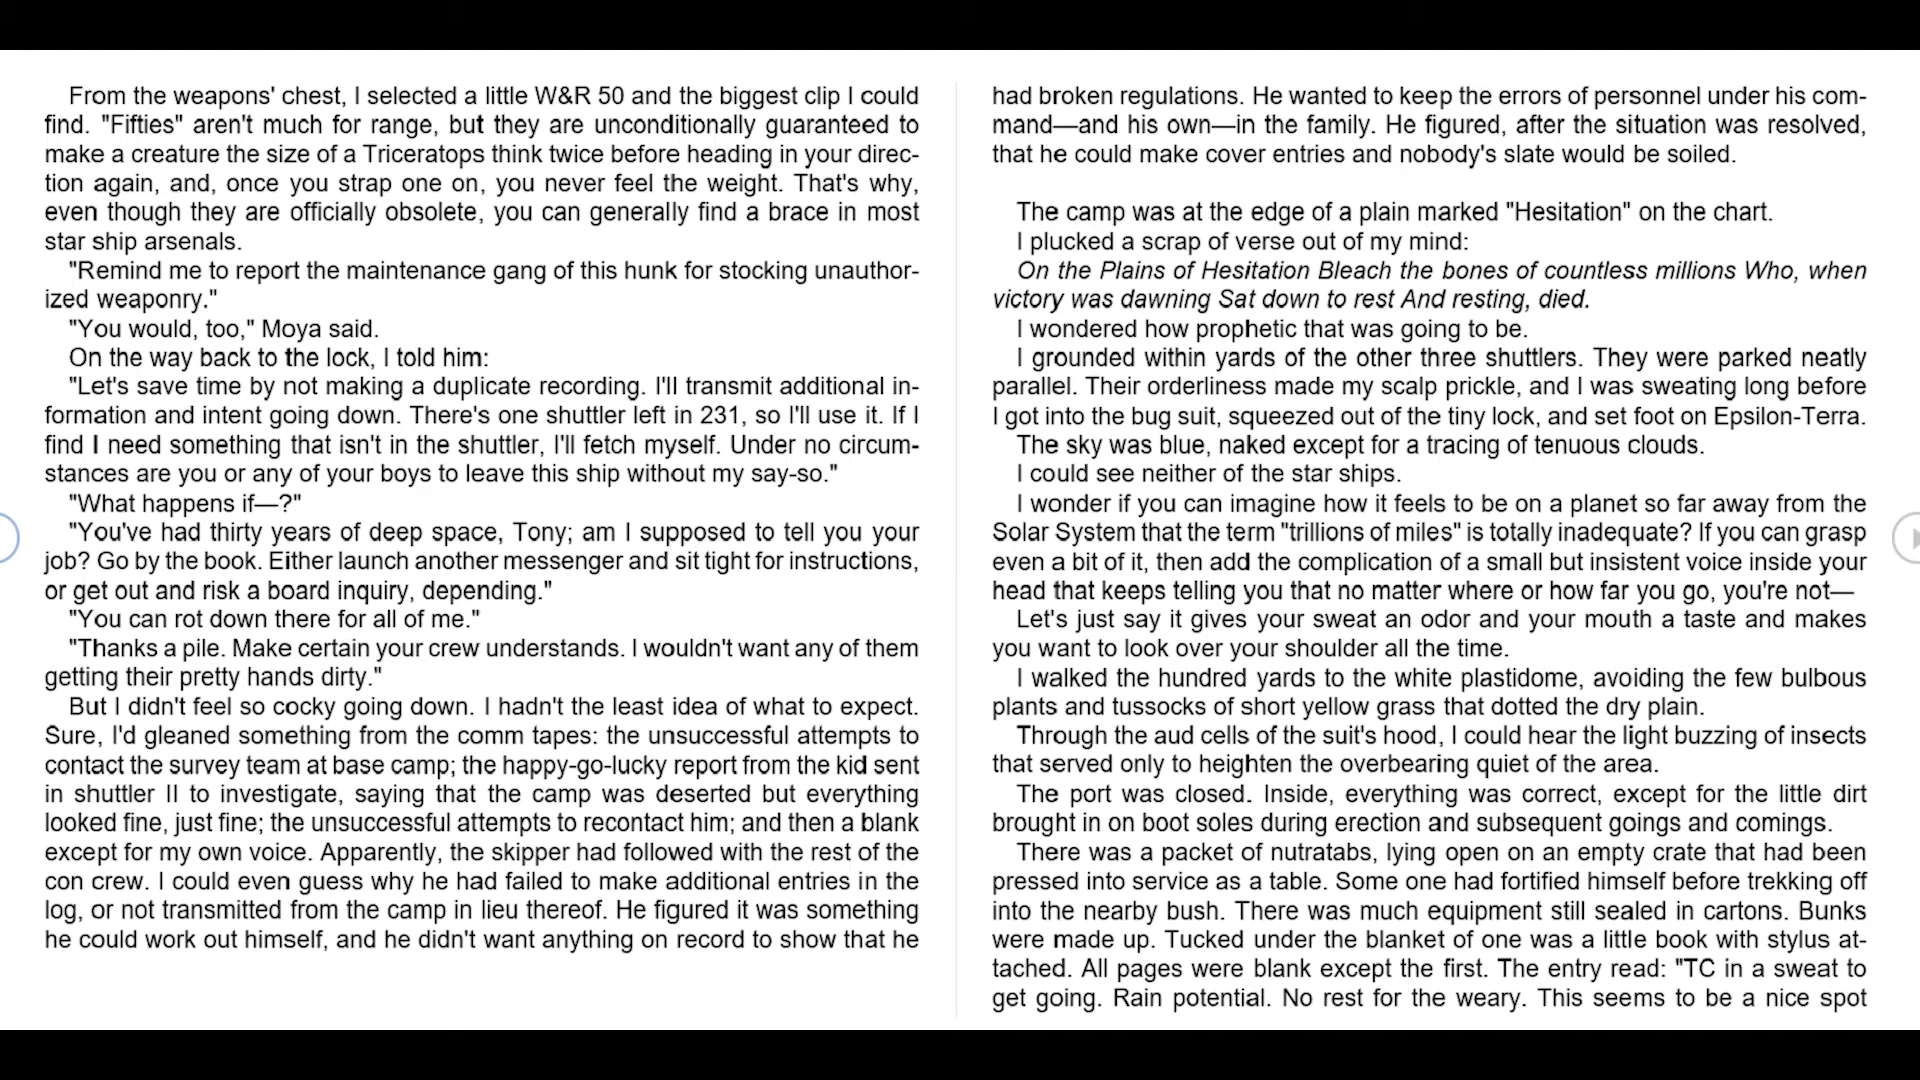 From the weapons' chest, I selected a little W&R 50 and the biggest clip I could
find. "Fifties" aren't much for range, but they are unconditionally guaranteed to
make a creature the size of a Triceratops think twice before heading in your direc-
tion again, and, once you strap one on, you never feel the weight. That's why,
even though they are officially obsolete, you can generally find a brace in most
star ship arsenals.
"Remind me to report the maintenance gang of this hunk for stocking unauthor-
ized weaponry."
"You would, too," Moya said.
On the way back to the lock, I told him:
"Let's save time by not making a duplicate recording. I'll transmit additional in-
formation and intent going down. There's one shuttler left in 231, so I'll use it. If I
find I need something that isn't in the shuttler, I'll fetch myself. Under no circum-
stances are you or any of your boys to leave this ship without my say-so."
"What happens if—?"
"You've had thirty years of deep space, Tony; am I supposed to tell you your
job? Go by the book. Either launch another messenger and sit tight for instructions,
or get out and risk a board inquiry, depending."
"You can rot down there for all of me."
"Thanks a pile. Make certain your crew understands. I wouldn't want any of them
getting their pretty hands dirty."
But I didn't feel so cocky going down. I hadn't the least idea of what to expect.
Sure, I'd gleaned something from the comm tapes: the unsuccessful attempts to
contact the survey team at base camp; the happy-go-lucky report from the kid sent
in shuttler II to investigate, saying that the camp was deserted but everything
looked fine, just fine; the unsuccessful attempts to recontact him; and then a blank
except for my own voice. Apparently, the skipper had followed with the rest of the
con crew. I could even guess why he had failed to make additional entries in the
log, or not transmitted from the camp in lieu thereof. He figured it was something
he could work out himself, and he didn't want anything on record to show that he
had broken regulations. He wanted to keep the errors of personnel under his com-
mand—and his own—in the family. He figured, after the situation was resolved,
that he could make cover entries and nobody's slate would be soiled.
The camp was at the edge of a plain marked "Hesitation" on the chart.
I plucked a scrap of verse out of my mind:
On the Plains of Hesitation Bleach the bones of countless millions Who, when
victory was dawning Sat down to rest And resting, died.
I wondered how prophetic that was going to be.
I grounded within yards of the other three shuttlers. They were parked neatly
parallel. Their orderliness made my scalp prickle, and I was sweating long before
I got into the bug suit, squeezed out of the tiny lock, and set foot on Epsilon-Terra.
The sky was blue, naked except for a tracing of tenuous clouds.
I could see neither of the star ships.
I wonder if you can imagine how it feels to be on a planet so far away from the
Solar System that the term "trillions of miles" is totally inadequate? If you can grasp
even a bit of it, then add the complication of a small but insistent voice inside your
head that keeps telling you that no matter where or how far you go, you're not—
Let's just say it gives your sweat an odor and your mouth a taste and makes
you want to look over your shoulder all the time.
I walked the hundred yards to the white plastidome, avoiding the few bulbous
plants and tussocks of short yellow grass that dotted the dry plain.
Through the aud cells of the suit's hood, I could hear the light buzzing of insects
that served only to heighten the overbearing quiet of the area.
The port was closed. Inside, everything was correct, except for the little dirt
brought in on boot soles during erection and subsequent goings and comings.
There was a packet of nutratabs, lying open on an empty crate that had been
pressed into service as a table. Some one had fortified himself before trekking off
into the nearby bush. There was much equipment still sealed in cartons. Bunks
were made up. Tucked under the blanket of one was a little book with stylus at-
tached. All pages were blank except the first. The entry read: "TC in a sweat to
get going. Rain potential. No rest for the weary. This seems to be a nice spot